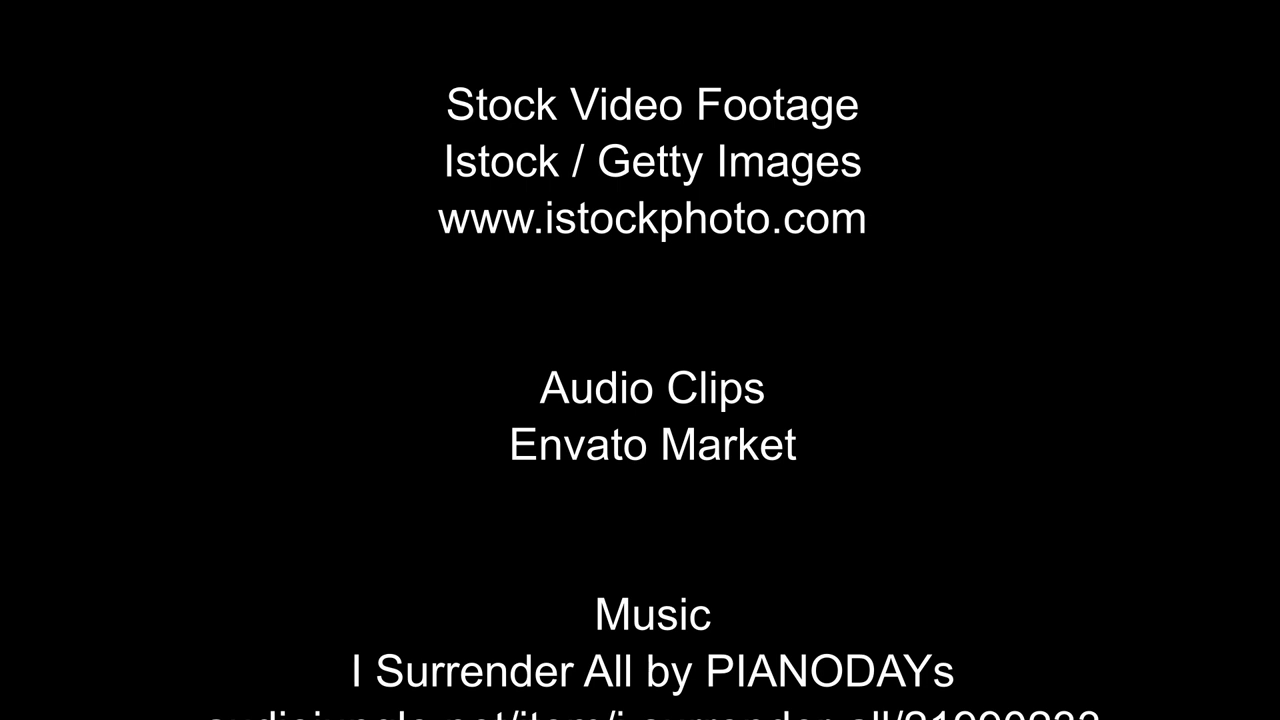 Stock Video Footage
Istock / Getty Images
www.istockphoto.com
Audio Clips
Envato Market
Music
I Surrender All by PIANODAYs